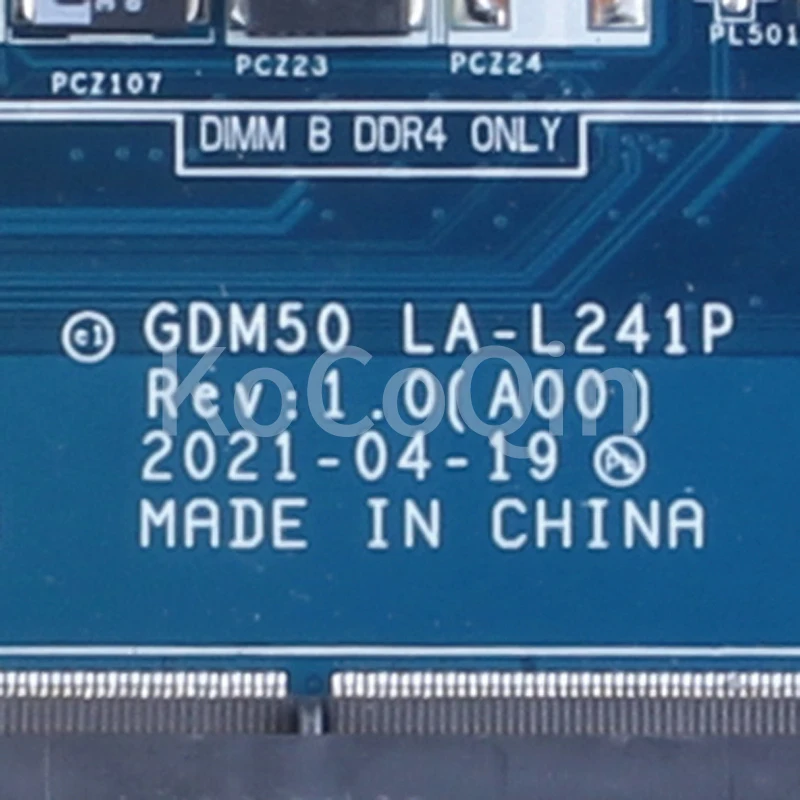 PL501
PCZ107 PCZ23 PCZ24
DIMM B DDR4 ONLY
GDM50 LA-L241P
Rev:1.0(A00)
KoCoQin
2021-04-19
MADE IN CHINA